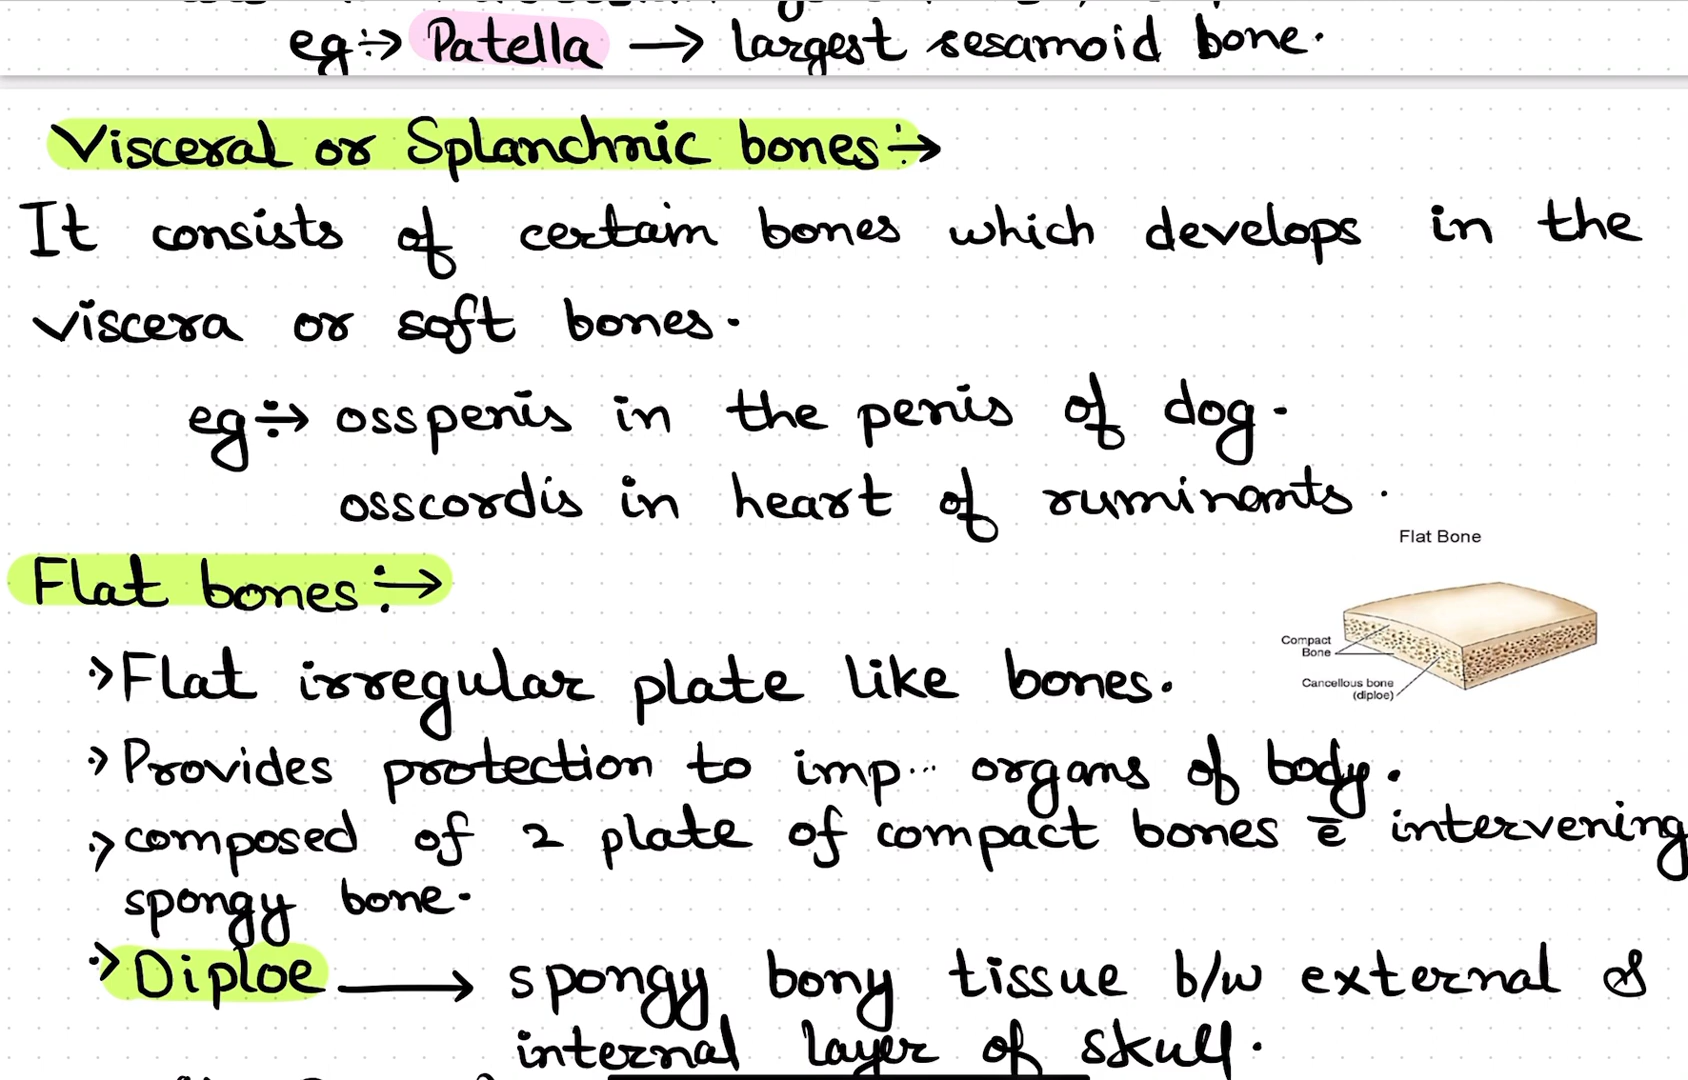 eg÷> Patella → largest sesamoid bone.
Visceral or Splanchnic bones÷→
It consists of certain bones which develops in the
viscera or soft bones.
eg÷> osspenis in the penis of dog.
osscordis in heart of ruminants.
Flat Bone
Flat bones:→
Compact
Bone
Cancellous bone
(diploe)
Flat irregular plate like bones.
Provides protection to imp.. organs of body.
composed of 2 plate of compact bones c̄ intervening
spongy bone.
Diploe → spongy bony tissue b/w external &
internal layer of skull.